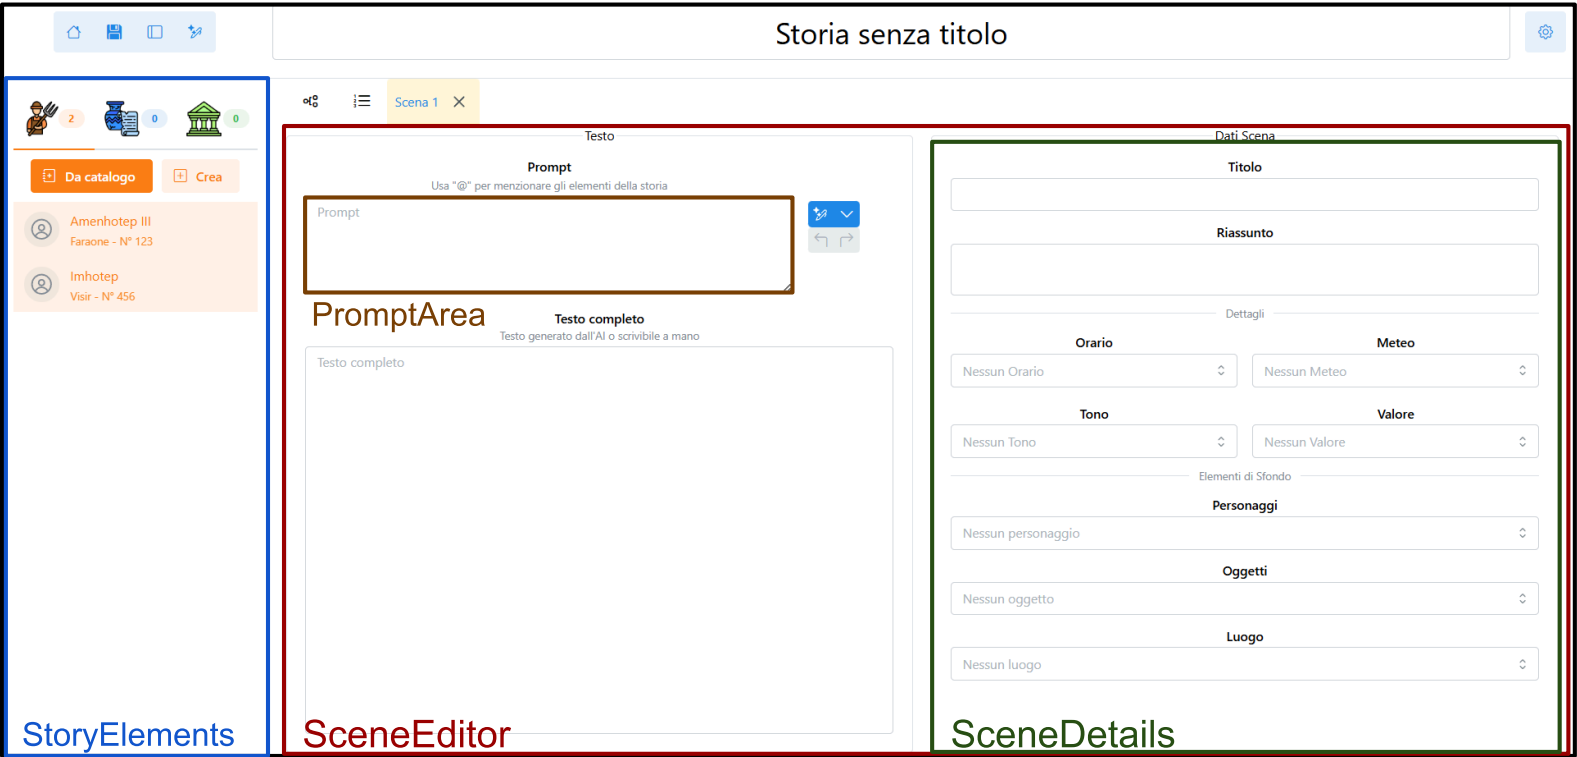 Storia senza titolo
2
0
0
Da catalogo
Crea
Amenhotep III
Faraone - N° 123
Imhotep
Visir - N° 456
StoryElements
Scena 1
Testo
Prompt
Usa "@" per menzionare gli elementi della storia
Prompt
PromptArea
Testo completo
Testo generato dall'AI o scrivibile a mano
Testo completo
SceneEditor
Dati Scena
Titolo
Riassunto
Dettagli
Orario
Meteo
Nessun Orario
Nessun Meteo
Tono
Valore
Nessun Tono
Nessun Valore
Elementi di Sfondo
Personaggi
Nessun personaggio
Oggetti
Nessun oggetto
Luogo
Nessun luogo
SceneDetails